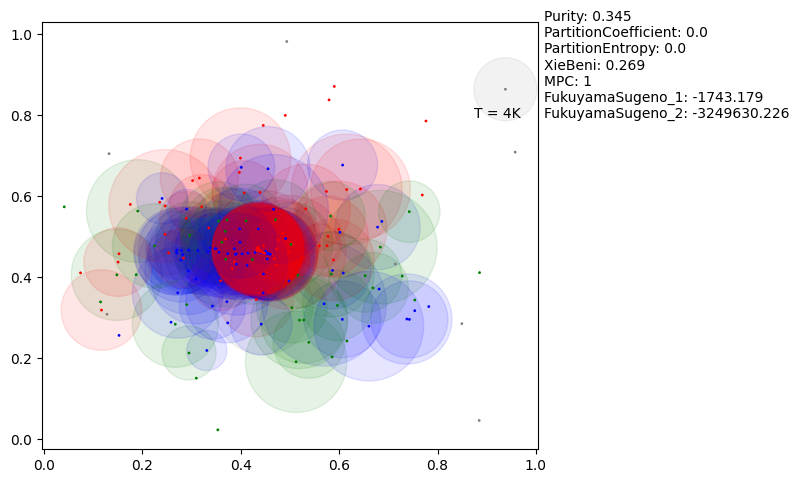 Purity: 0.345
PartitionCoefficient: 0.0
PartitionEntropy: 0.0
XieBeni: 0.269
MPC: 1
FukuyamaSugeno_1: -1743.179
FukuyamaSugeno_2: -3249630.226
T = 4K
1.0
0.8
0.6
0.4
0.2
0.0
0.0 0.2 0.4 0.6 0.8 1.0